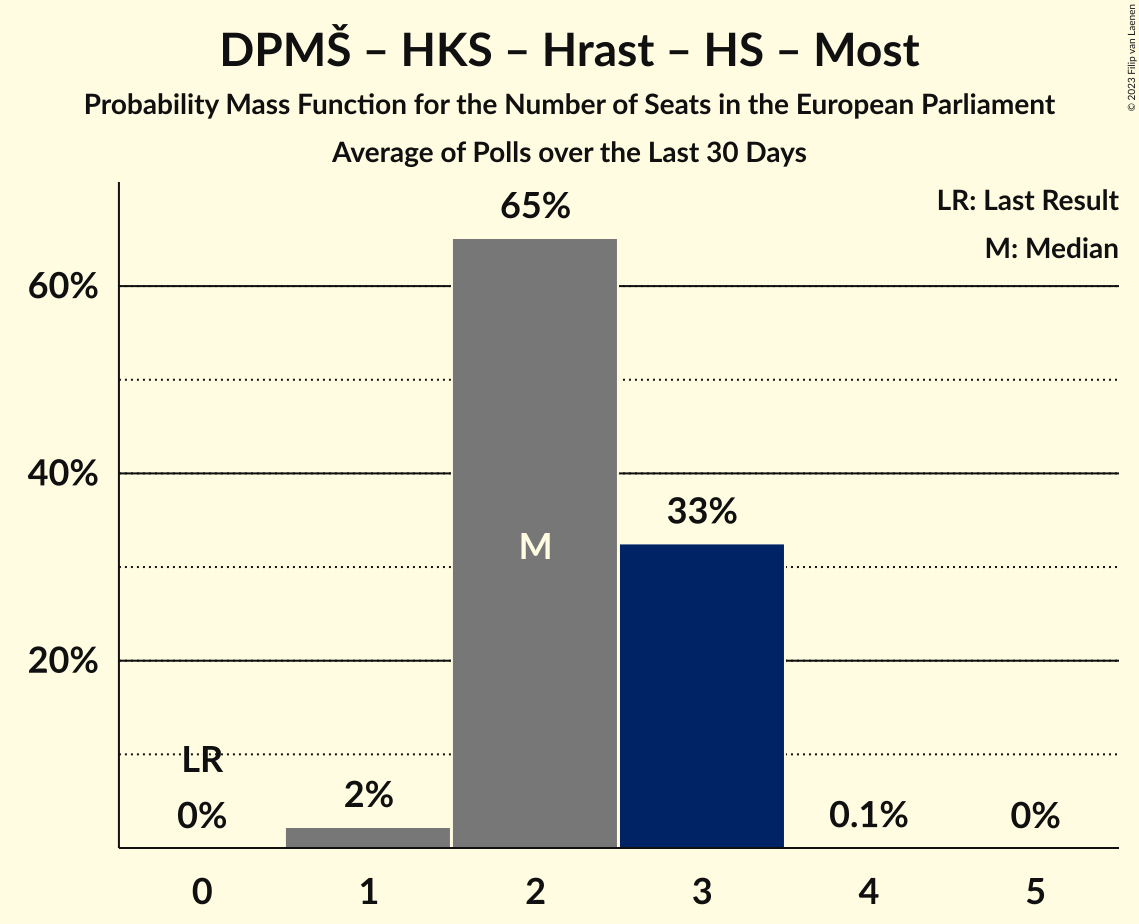 DPMŠ – HKS – Hrast – HS – Most
Probability Mass Function for the Number of Seats in the European Parliament
Average of Polls over the Last 30 Days
© 2023 Filip van Laenen
LR: Last Result
M: Median
65%
60%
40%
33%
M
20%
LR
2%
0%
0.1%
0%
0 1 2 3 4 5